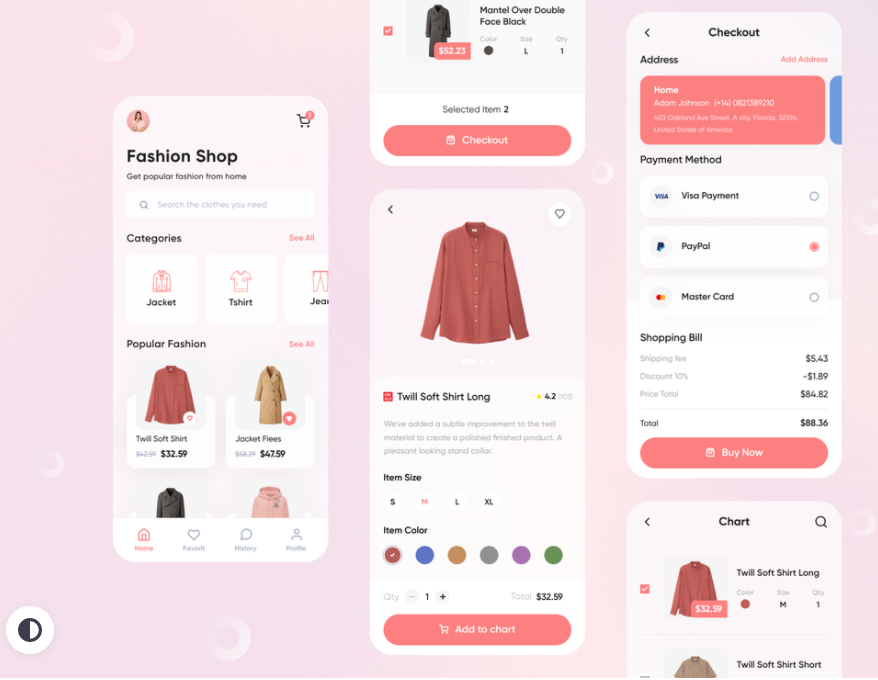 2
Fashion Shop
Get popular fashion from home
Search the clothes you need
Categories
See All
Jacket
Tshirt
Jean
Popular Fashion
See All
Twill Soft Shirt
$42.59 $32.59
Jacket Flees
$58.29 $47.59
Home
Favorit
History
Profile
Mantel Over Double
Face Black
$52.23
Color
Size
Qty
L
1
Selected Item 2
Checkout
Twill Soft Shirt Long
4.2 (103)
We've added a subtle improvement to the twill
material to create a polished finished product. A
pleasant looking stand collar.
Item Size
S
M
L
XL
Item Color
Qty
1
Total $32.59
Add to chart
Checkout
Address
Add Address
Home
Adam Johnson (+14) 0821389210
403 Oakland Ave Street, A city, Florida, 32104,
United States of America
Payment Method
VISA
Visa Payment
PayPal
Master Card
Shopping Bill
Shipping fee
$5.43
Discount 10%
-$1.89
Price Total
$84.82
Total
$88.36
Buy Now
Chart
Twill Soft Shirt Long
$32.59
Color
Size
Qty
M
1
Twill Soft Shirt Short